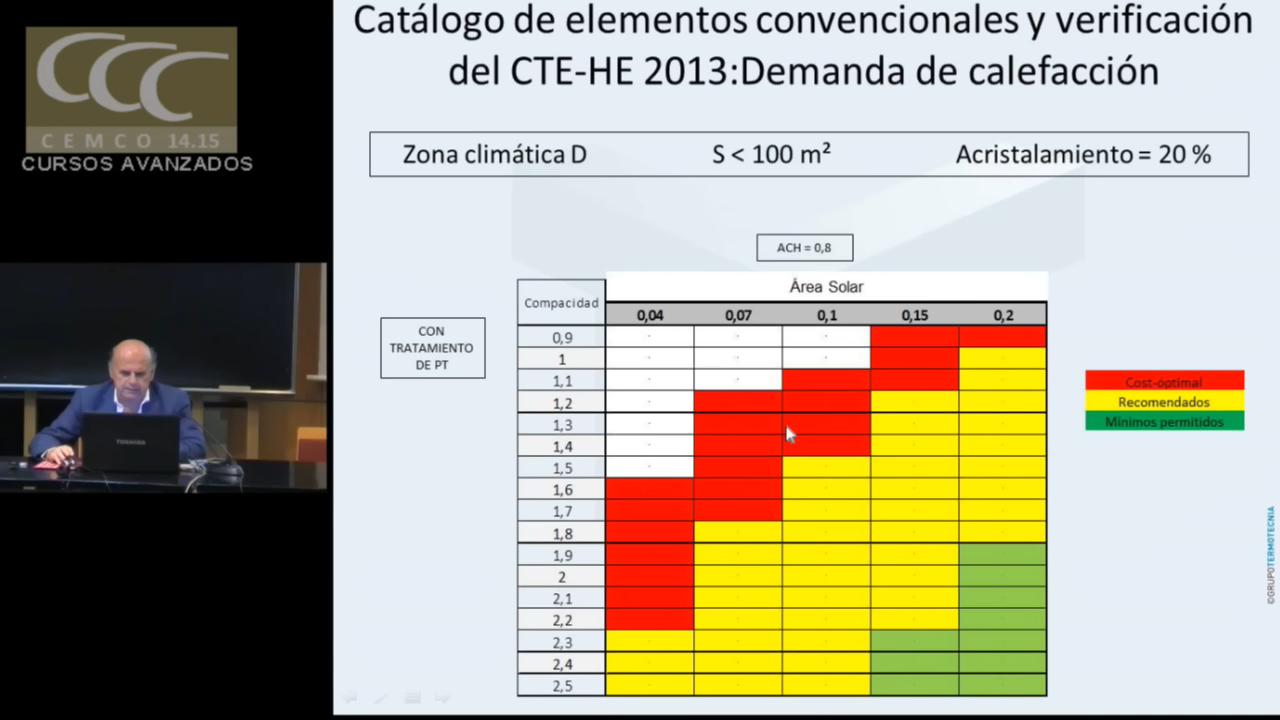 CCC
CEMCO 14.15
CURSOS AVANZADOS
Catálogo de elementos convencionales y verificación
del CTE-HE 2013:Demanda de calefacción
Zona climática D S < 100 m² Acristalamiento = 20 %
ACH = 0,8
CON
TRATAMIENTO
DE PT
Compacidad
Área Solar
0,04 0,07 0,1 0,15 0,2
0,9
1
1,1
1,2
1,3
1,4
1,5
1,6
1,7
1,8
1,9
2
2,1
2,2
2,3
2,4
2,5
Cost-óptimal
Recomendados
Mínimos permitidos
TOSHIBA
©GRUPOTERMOTECNIA